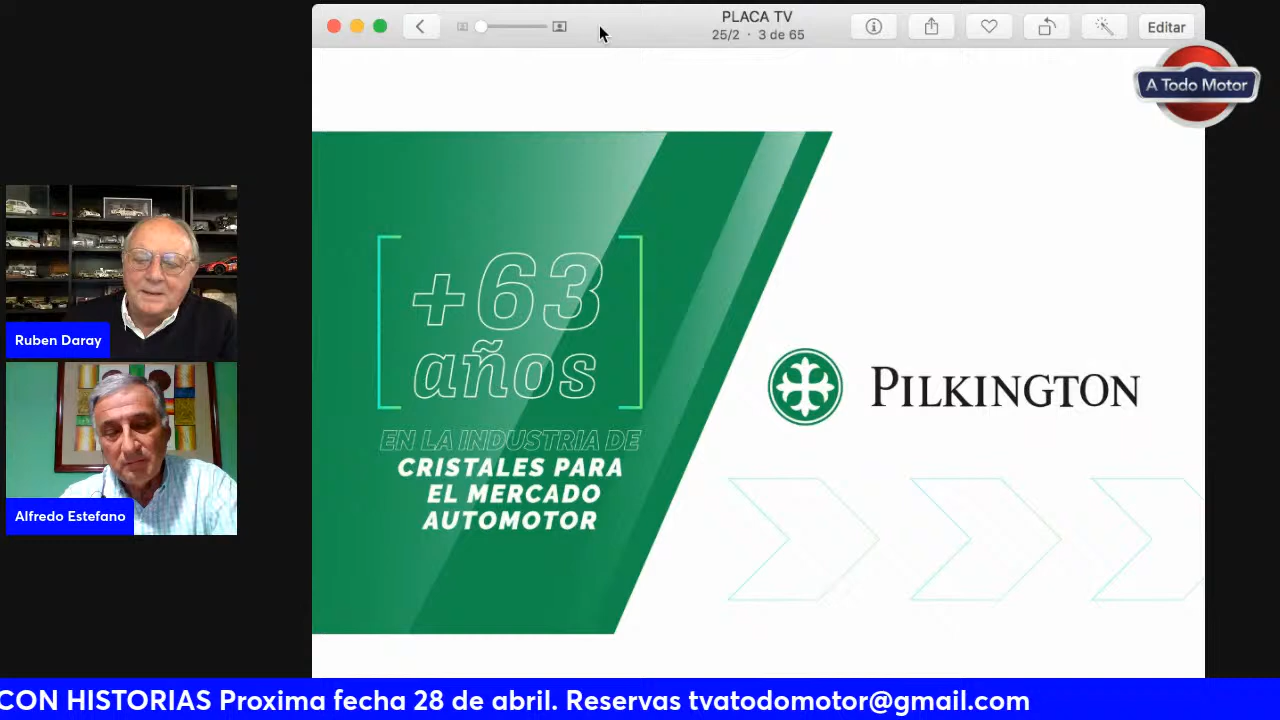 PLACA TV
25/2 · 3 de 65
Editar
A Todo Motor
+63
años
EN LA INDUSTRIA DE
CRISTALES PARA
EL MERCADO
AUTOMOTOR
PILKINGTON
Ruben Daray
Alfredo Estefano
CON HISTORIAS Proxima fecha 28 de abril. Reservas tvatodomotor@gmail.com